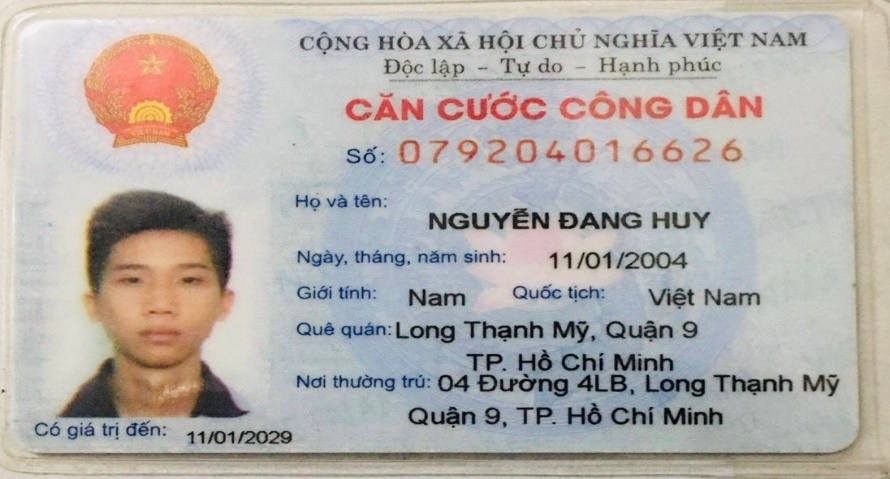 CỘNG HÒA XÃ HỘI CHỦ NGHĨA VIỆT NAM
Độc lập – Tự do – Hạnh phúc
CĂN CƯỚC CÔNG DÂN
Số: 079204016626
Họ và tên:
NGUYỄN ĐANG HUY
Ngày, tháng, năm sinh: 11/01/2004
Giới tính: Nam Quốc tịch: Việt Nam
Quê quán: Long Thạnh Mỹ, Quận 9
TP. Hồ Chí Minh
Nơi thường trú: 04 Đường 4LB, Long Thạnh Mỹ
Quận 9, TP. Hồ Chí Minh
Có giá trị đến: 11/01/2029
VIỆT NAM